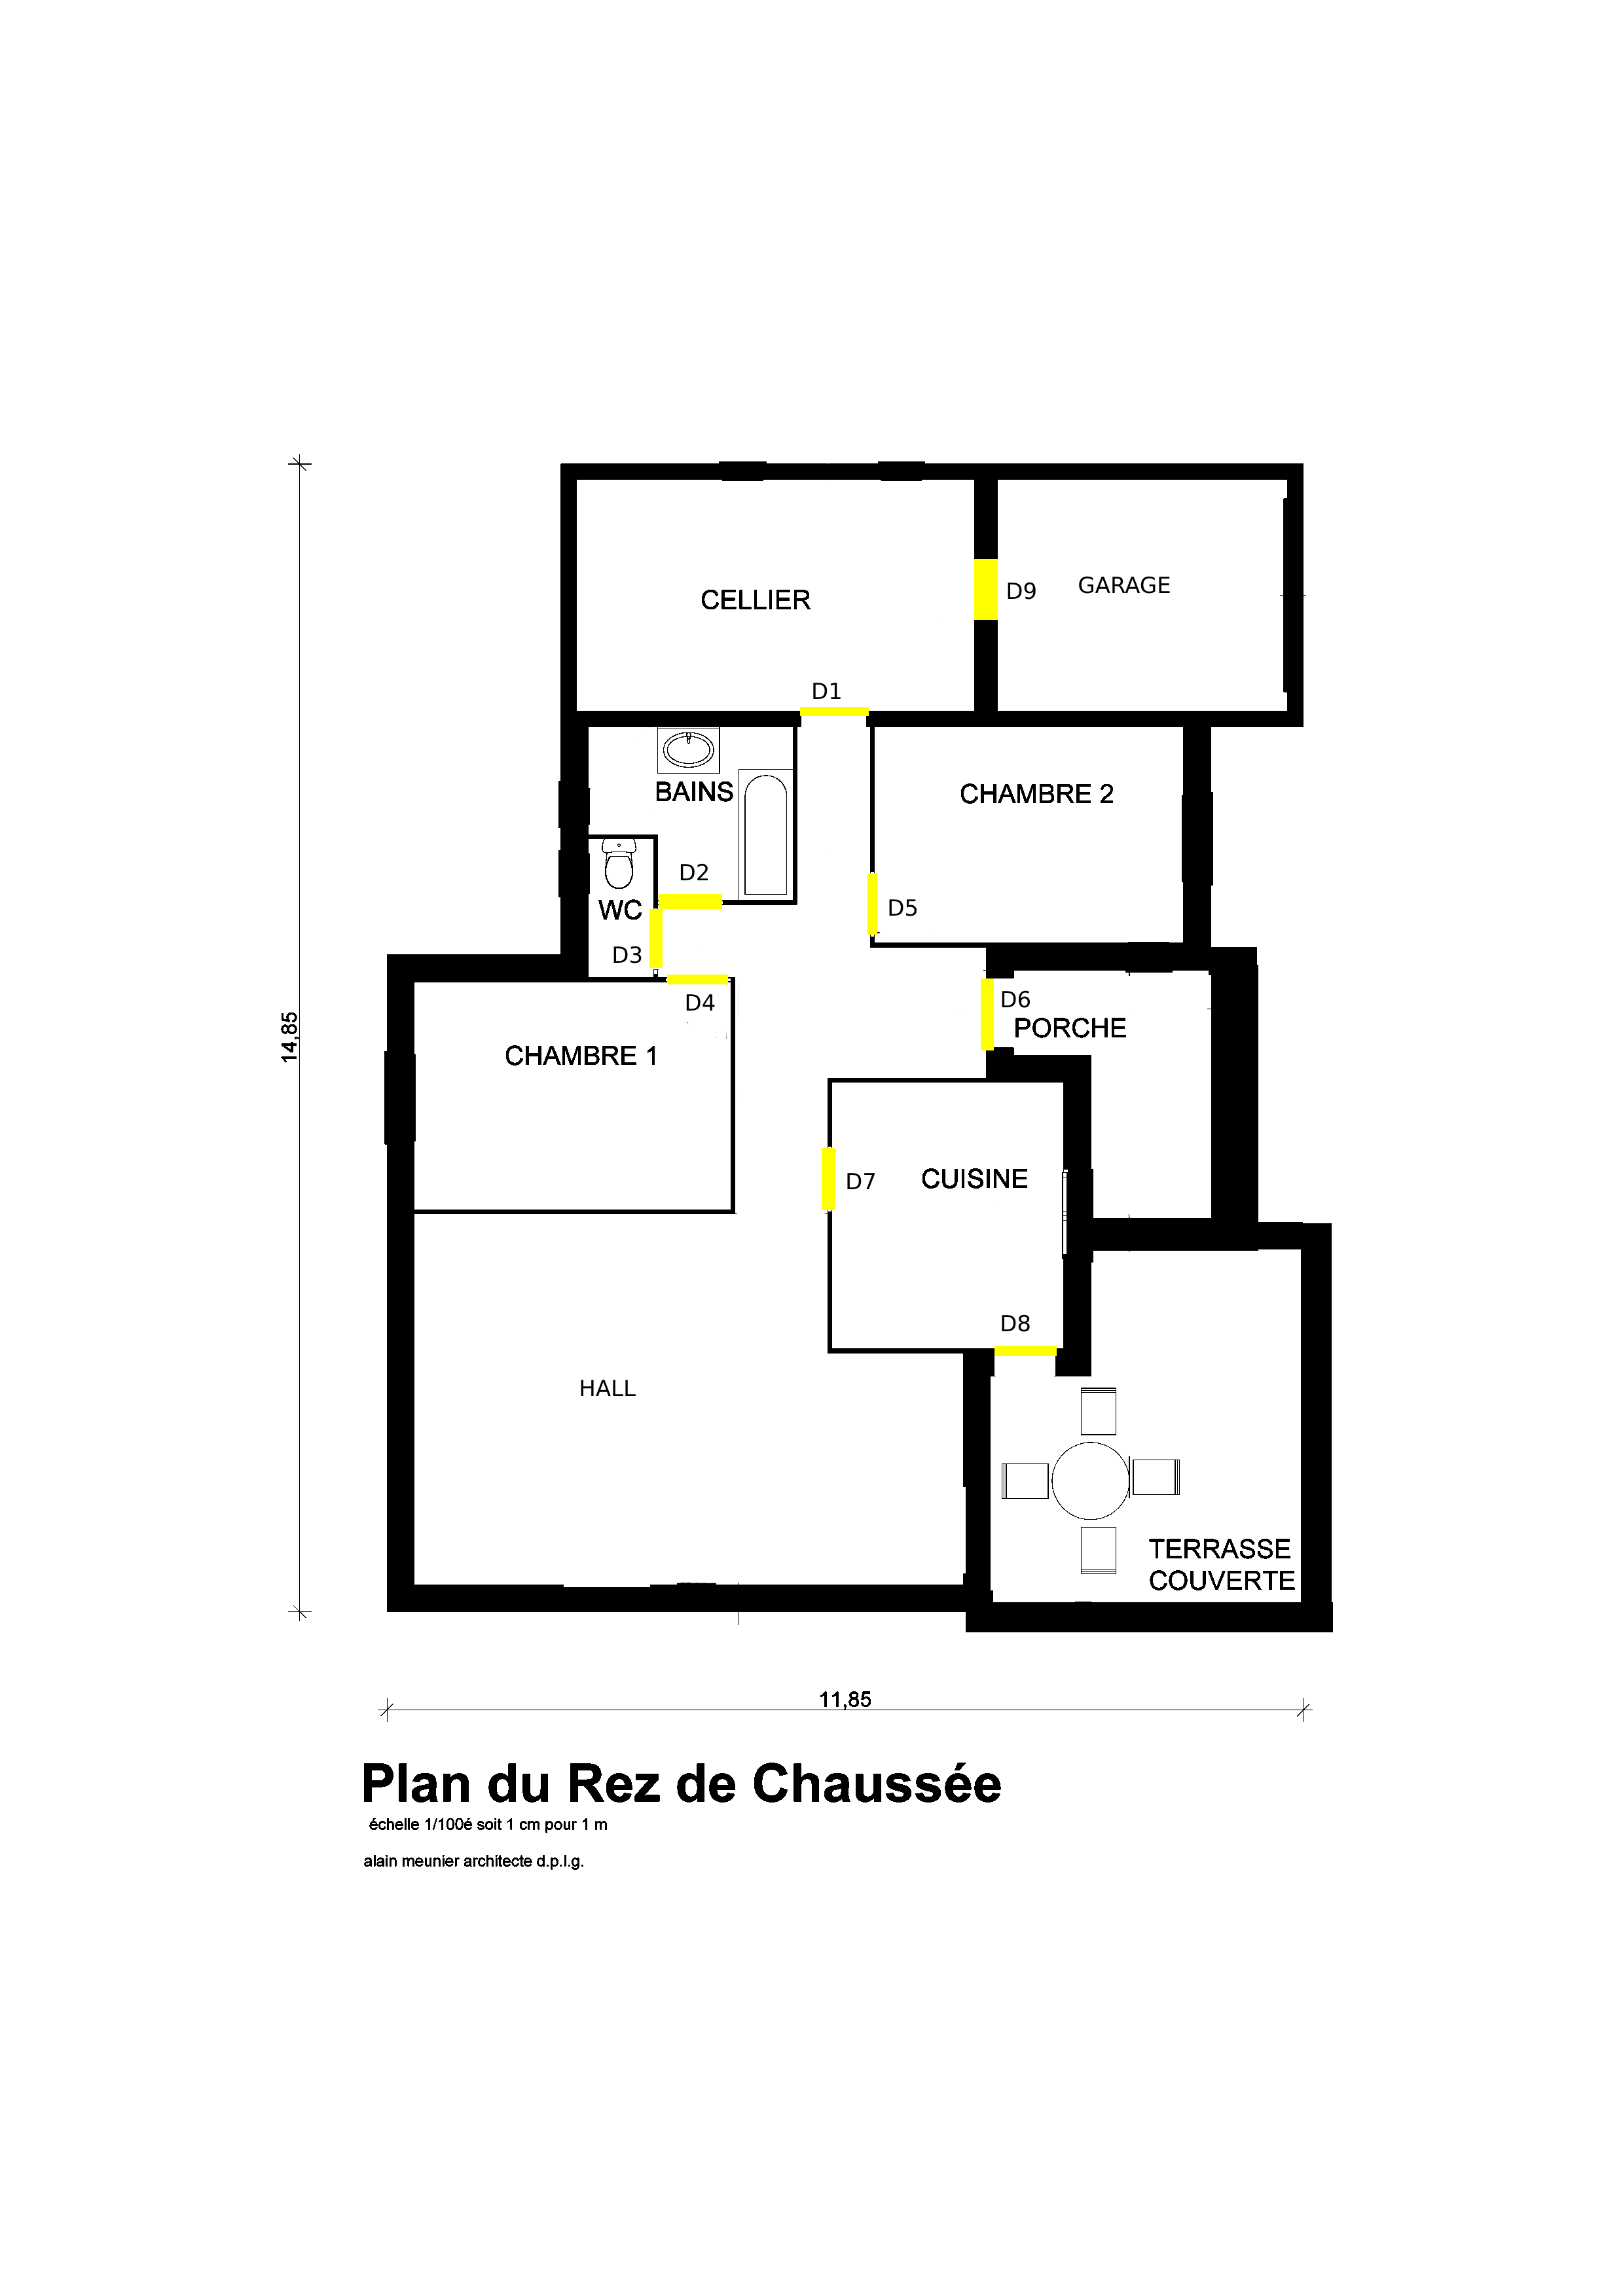 CELLIER
D9
GARAGE
D1
BAINS
CHAMBRE 2
D2
WC
D5
D3
D4
D6
PORCHE
14,85
CHAMBRE 1
D7
CUISINE
D8
HALL
TERRASSE
COUVERTE
11,85
Plan du Rez de Chaussée
échelle 1/100é soit 1 cm pour 1 m
alain meunier architecte d.p.l.g.